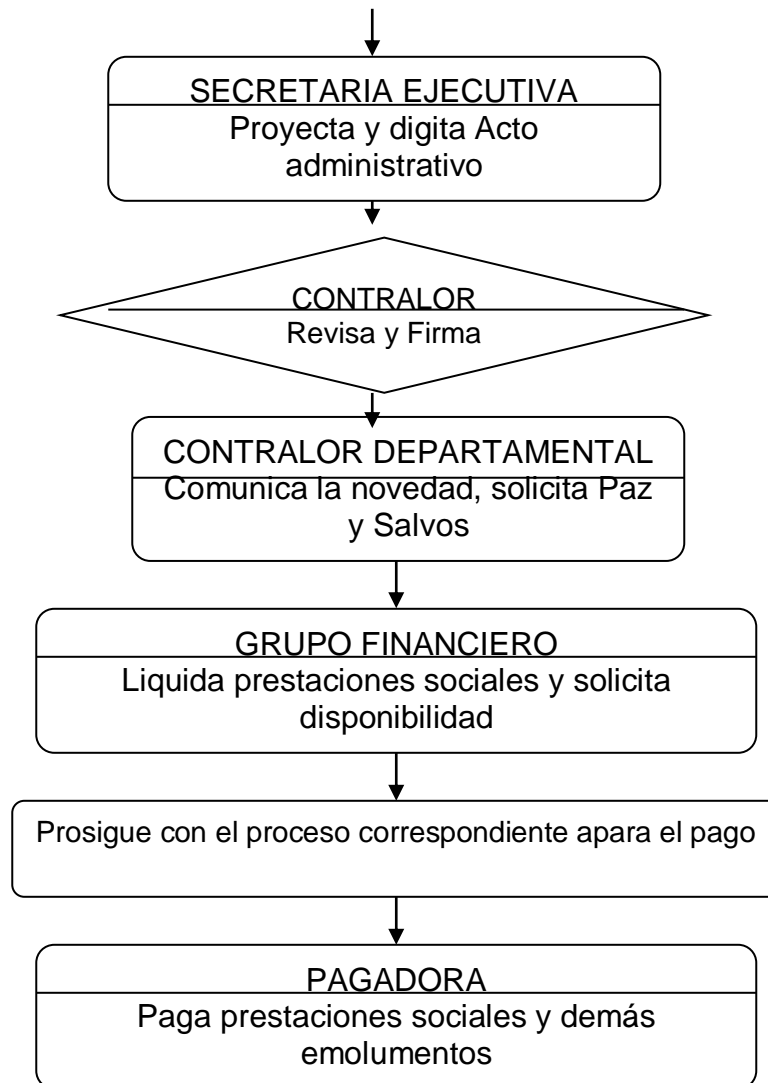 SECRETARIA EJECUTIVA
Proyecta y digita Acto
administrativo
CONTRALOR
Revisa y Firma
CONTRALOR DEPARTAMENTAL
Comunica la novedad, solicita Paz
y Salvos
GRUPO FINANCIERO
Liquida prestaciones sociales y solicita
disponibilidad
Prosigue con el proceso correspondiente apara el pago
PAGADORA
Paga prestaciones sociales y demás
emolumentos